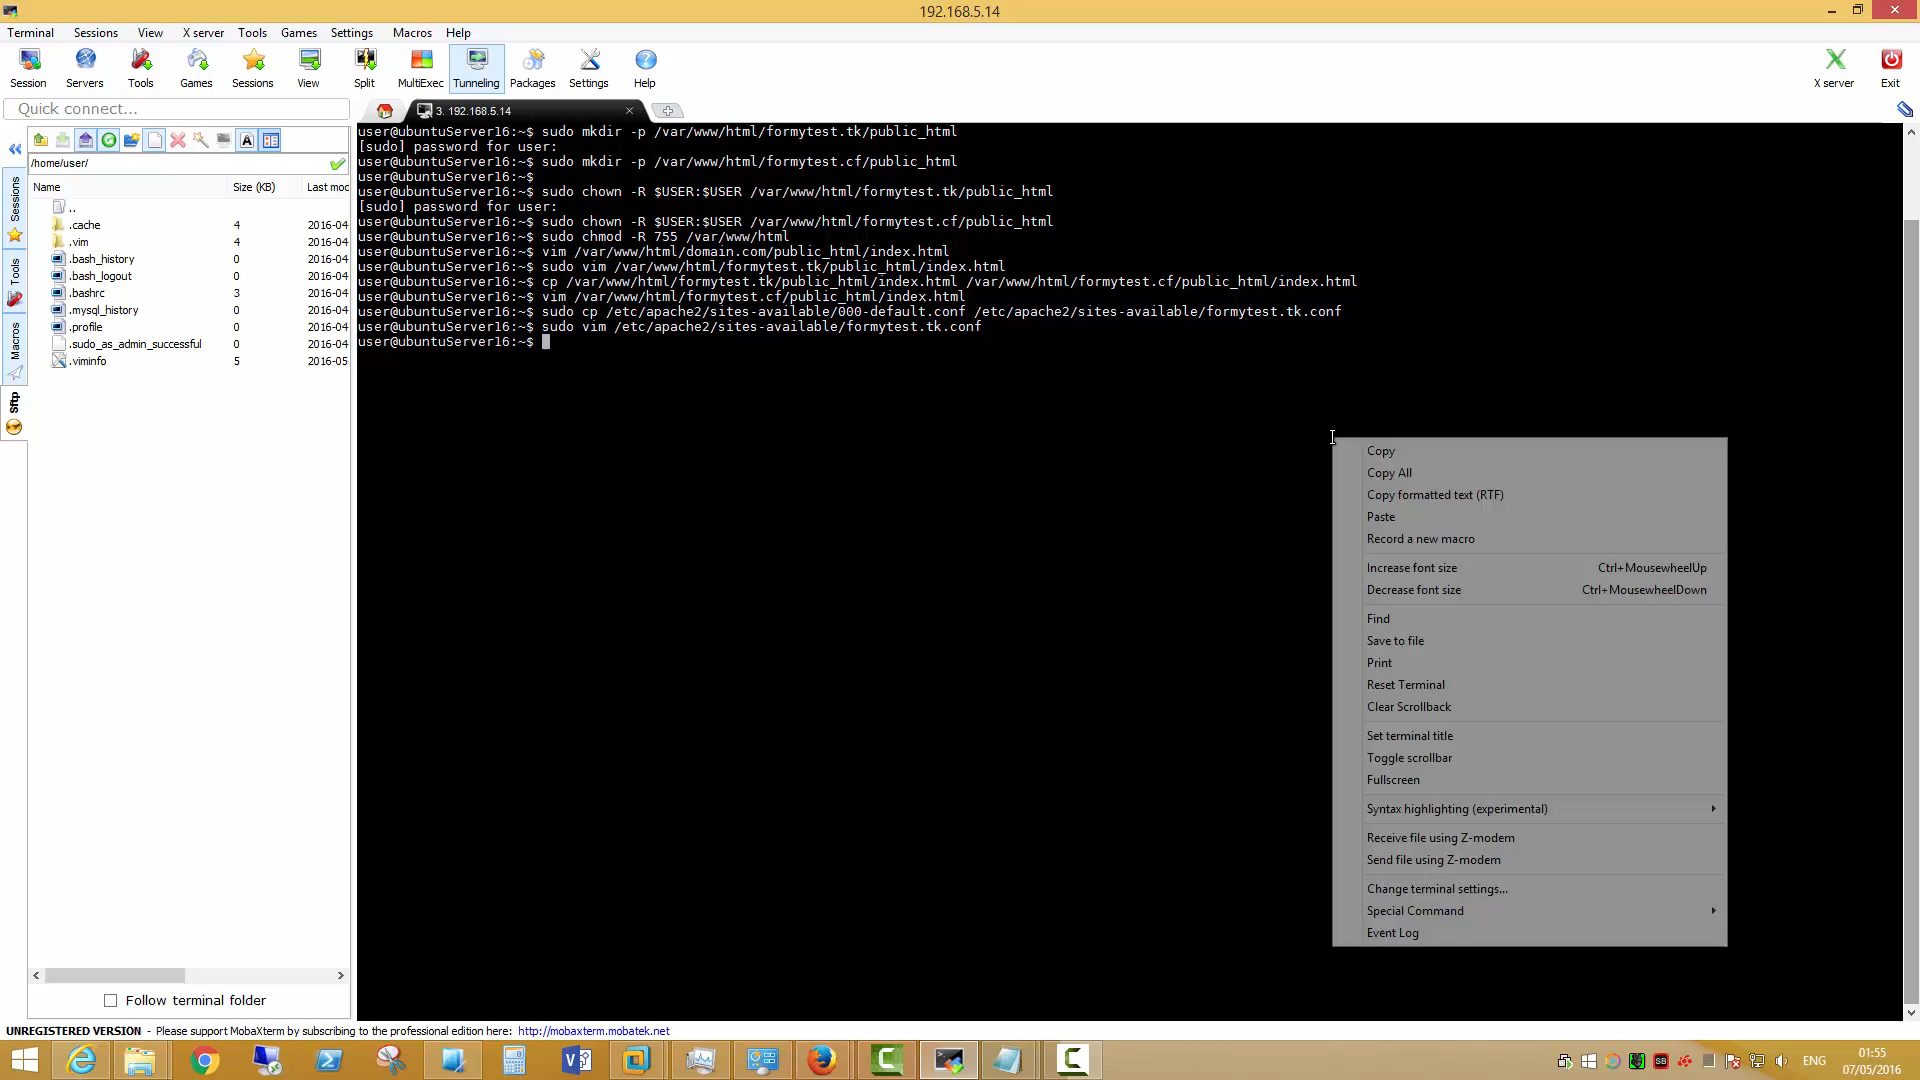 192.168.5.14
Terminal Sessions View X server Tools Games Settings Macros Help
Session Servers Tools Games Sessions View Split MultiExec Tunneling Packages Settings Help X server Exit
Quick connect...
3. 192.168.5.14
/home/user/
Name Size (KB) Last mod
..
.cache 4 2016-04
.vim 4 2016-04
.bash_history 0 2016-04
.bash_logout 0 2016-04
.bashrc 3 2016-04
.mysql_history 0 2016-04
.profile 0 2016-04
.sudo_as_admin_successful 0 2016-04
.viminfo 5 2016-05
Sessions
Tools
Macros
Sftp
user@ubuntuServer16:~$ sudo mkdir -p /var/www/html/formytest.tk/public_html
[sudo] password for user:
user@ubuntuServer16:~$ sudo mkdir -p /var/www/html/formytest.cf/public_html
user@ubuntuServer16:~$
user@ubuntuServer16:~$ sudo chown -R $USER:$USER /var/www/html/formytest.tk/public_html
[sudo] password for user:
user@ubuntuServer16:~$ sudo chown -R $USER:$USER /var/www/html/formytest.cf/public_html
user@ubuntuServer16:~$ sudo chmod -R 755 /var/www/html
user@ubuntuServer16:~$ vim /var/www/html/domain.com/public_html/index.html
user@ubuntuServer16:~$ sudo vim /var/www/html/formytest.tk/public_html/index.html
user@ubuntuServer16:~$ cp /var/www/html/formytest.tk/public_html/index.html /var/www/html/formytest.cf/public_html/index.html
user@ubuntuServer16:~$ vim /var/www/html/formytest.cf/public_html/index.html
user@ubuntuServer16:~$ sudo cp /etc/apache2/sites-available/000-default.conf /etc/apache2/sites-available/formytest.tk.conf
user@ubuntuServer16:~$ sudo vim /etc/apache2/sites-available/formytest.tk.conf
user@ubuntuServer16:~$
Copy
Copy All
Copy formatted text (RTF)
Paste
Record a new macro
Increase font size Ctrl+MousewheelUp
Decrease font size Ctrl+MousewheelDown
Find
Save to file
Print
Reset Terminal
Clear Scrollback
Set terminal title
Toggle scrollbar
Fullscreen
Syntax highlighting (experimental)
Receive file using Z-modem
Send file using Z-modem
Change terminal settings...
Special Command
Event Log
Follow terminal folder
UNREGISTERED VERSION - Please support MobaXterm by subscribing to the professional edition here: http://mobaxterm.mobatek.net
ENG
01:55
07/05/2016